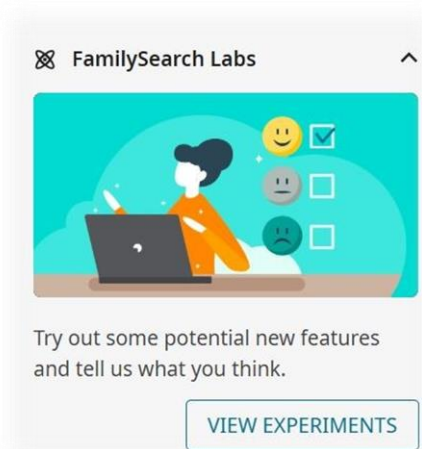 FamilySearch Labs
Try out some potential new features
and tell us what you think.
VIEW EXPERIMENTS